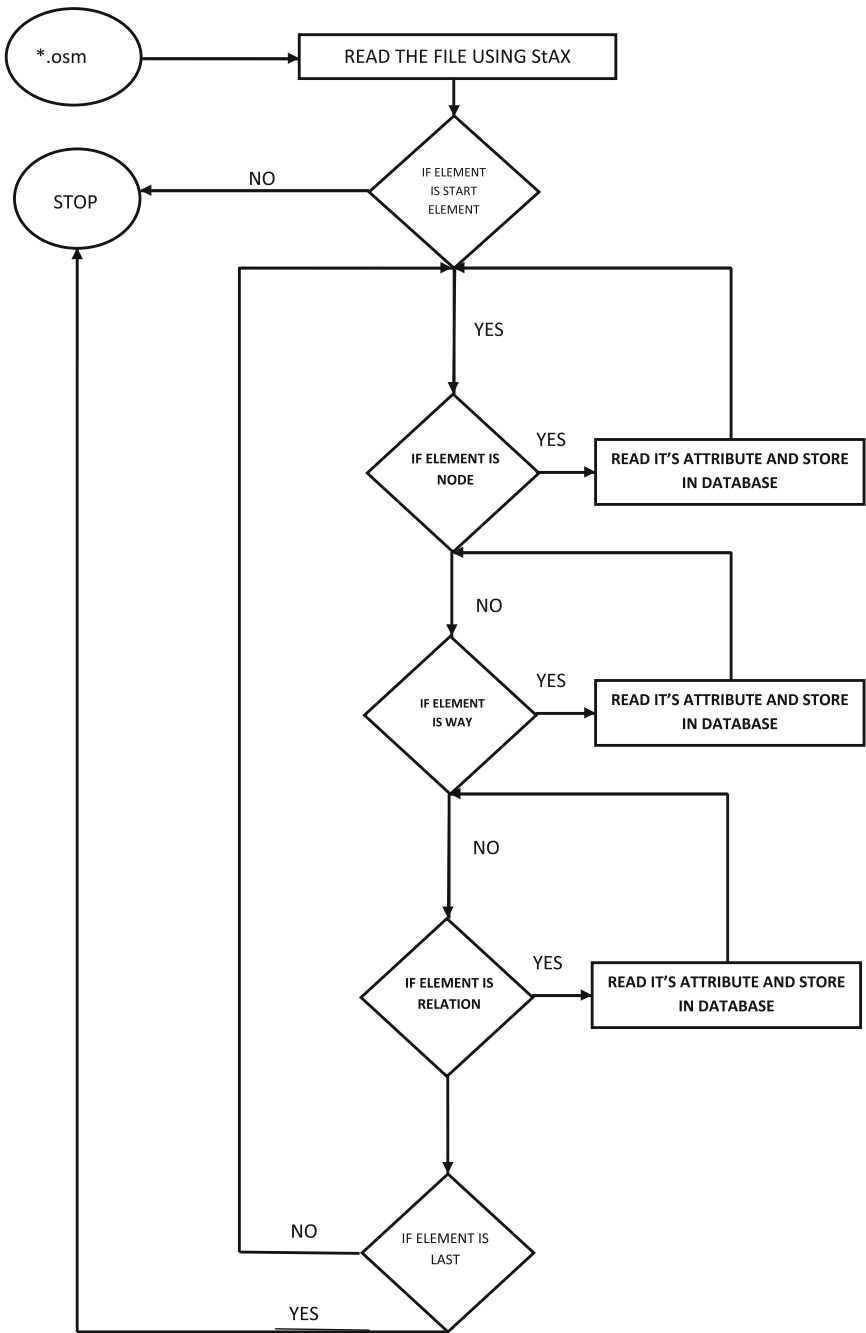 *.osm
READ THE FILE USING StAX
IF ELEMENT
IS START
ELEMENT
NO
STOP
YES
IF ELEMENT IS
NODE
YES
READ IT'S ATTRIBUTE AND STORE
IN DATABASE
NO
IF ELEMENT
IS WAY
YES
READ IT'S ATTRIBUTE AND STORE
IN DATABASE
NO
IF ELEMENT IS
RELATION
YES
READ IT'S ATTRIBUTE AND STORE
IN DATABASE
NO
IF ELEMENT IS
LAST
YES